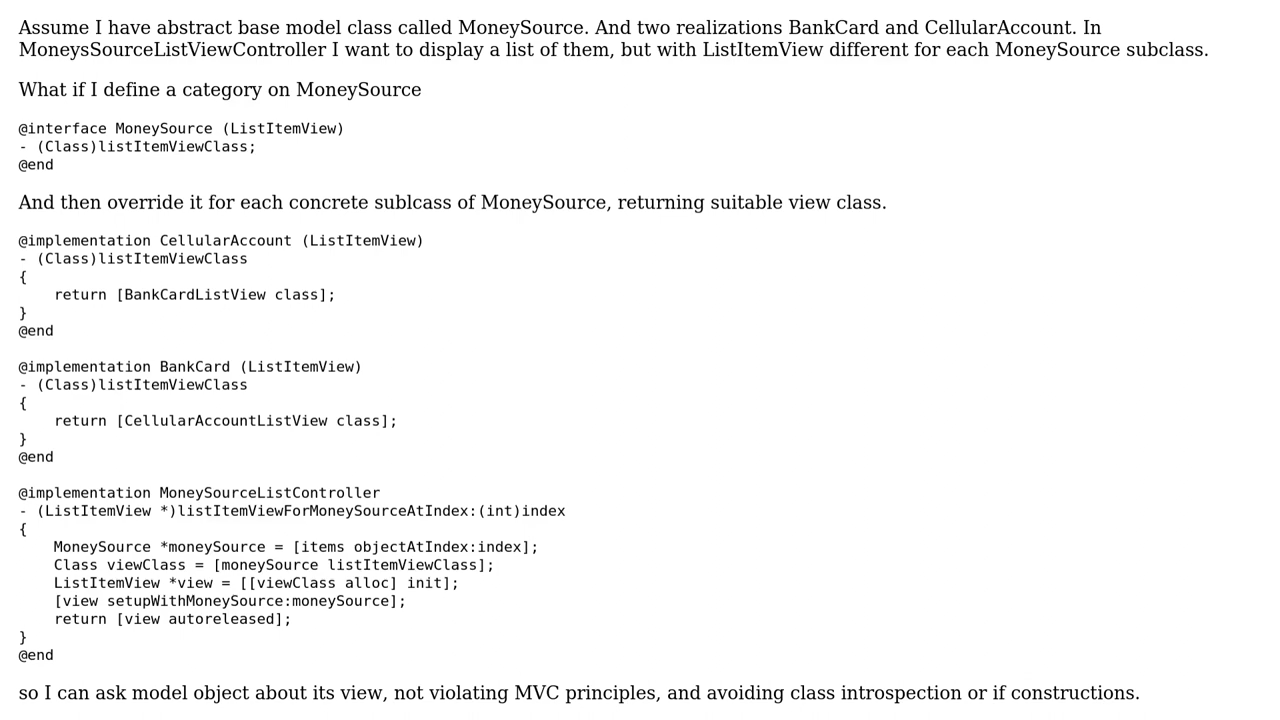 Assume I have abstract base model class called MoneySource. And two realizations BankCard and CellularAccount. In
MoneysSourceListViewController I want to display a list of them, but with ListItemView different for each MoneySource subclass.
What if I define a category on MoneySource
@interface MoneySource (ListItemView)
- (Class)listItemViewClass;
@end
And then override it for each concrete sublcass of MoneySource, returning suitable view class.
@implementation CellularAccount (ListItemView)
- (Class)listItemViewClass
{
    return [BankCardListView class];
}
@end
@implementation BankCard (ListItemView)
- (Class)listItemViewClass
{
    return [CellularAccountListView class];
}
@end
@implementation MoneySourceListController
- (ListItemView *)listItemViewForMoneySourceAtIndex:(int)index
{
    MoneySource *moneySource = [items objectAtIndex:index];
    Class viewClass = [moneySource listItemViewClass];
    ListItemView *view = [[viewClass alloc] init];
    [view setupWithMoneySource:moneySource];
    return [view autoreleased];
}
@end
so I can ask model object about its view, not violating MVC principles, and avoiding class introspection or if constructions.